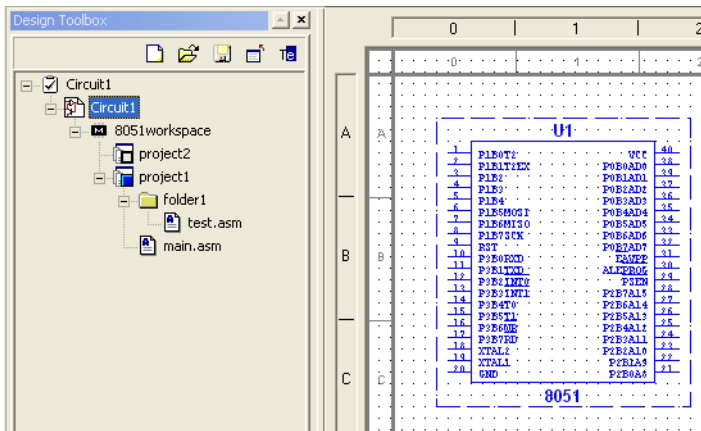 Design Toolbox
Te
Circuit1
Circuit1
8051workspace
project2
project1
folder1
test.asm
main.asm
0 1 2
0 1 2
A A
B B
C C
U1
1 P1B0T2 VCC 40
2 P1B1T2EX P0B0AD0 38
3 P1B2 P0B1AD1 39
4 P1B3 P0B2AD2 37
5 P1B4 P0B3AD3 36
6 P1B5MOSI P0B4AD4 35
7 P1B6MISO P0B5AD5 34
8 P1B7SCK P0B6AD6 33
9 RST P0B7AD7 32
10 P3B0RXD EAVPP 31
11 P3B1TXD ALEPROG 30
12 P3B2INT0 PSEN 29
13 P3B3INT1 P2B7A15 28
14 P3B4T0 P2B6A14 27
15 P3B5T1 P2B5A13 26
16 P3B6WR P2B4A12 25
17 P3B7RD P2B3A11 24
18 XTAL2 P2B2A10 23
19 XTAL1 P2B1A9 22
20 GND P2B0A8 21
8051